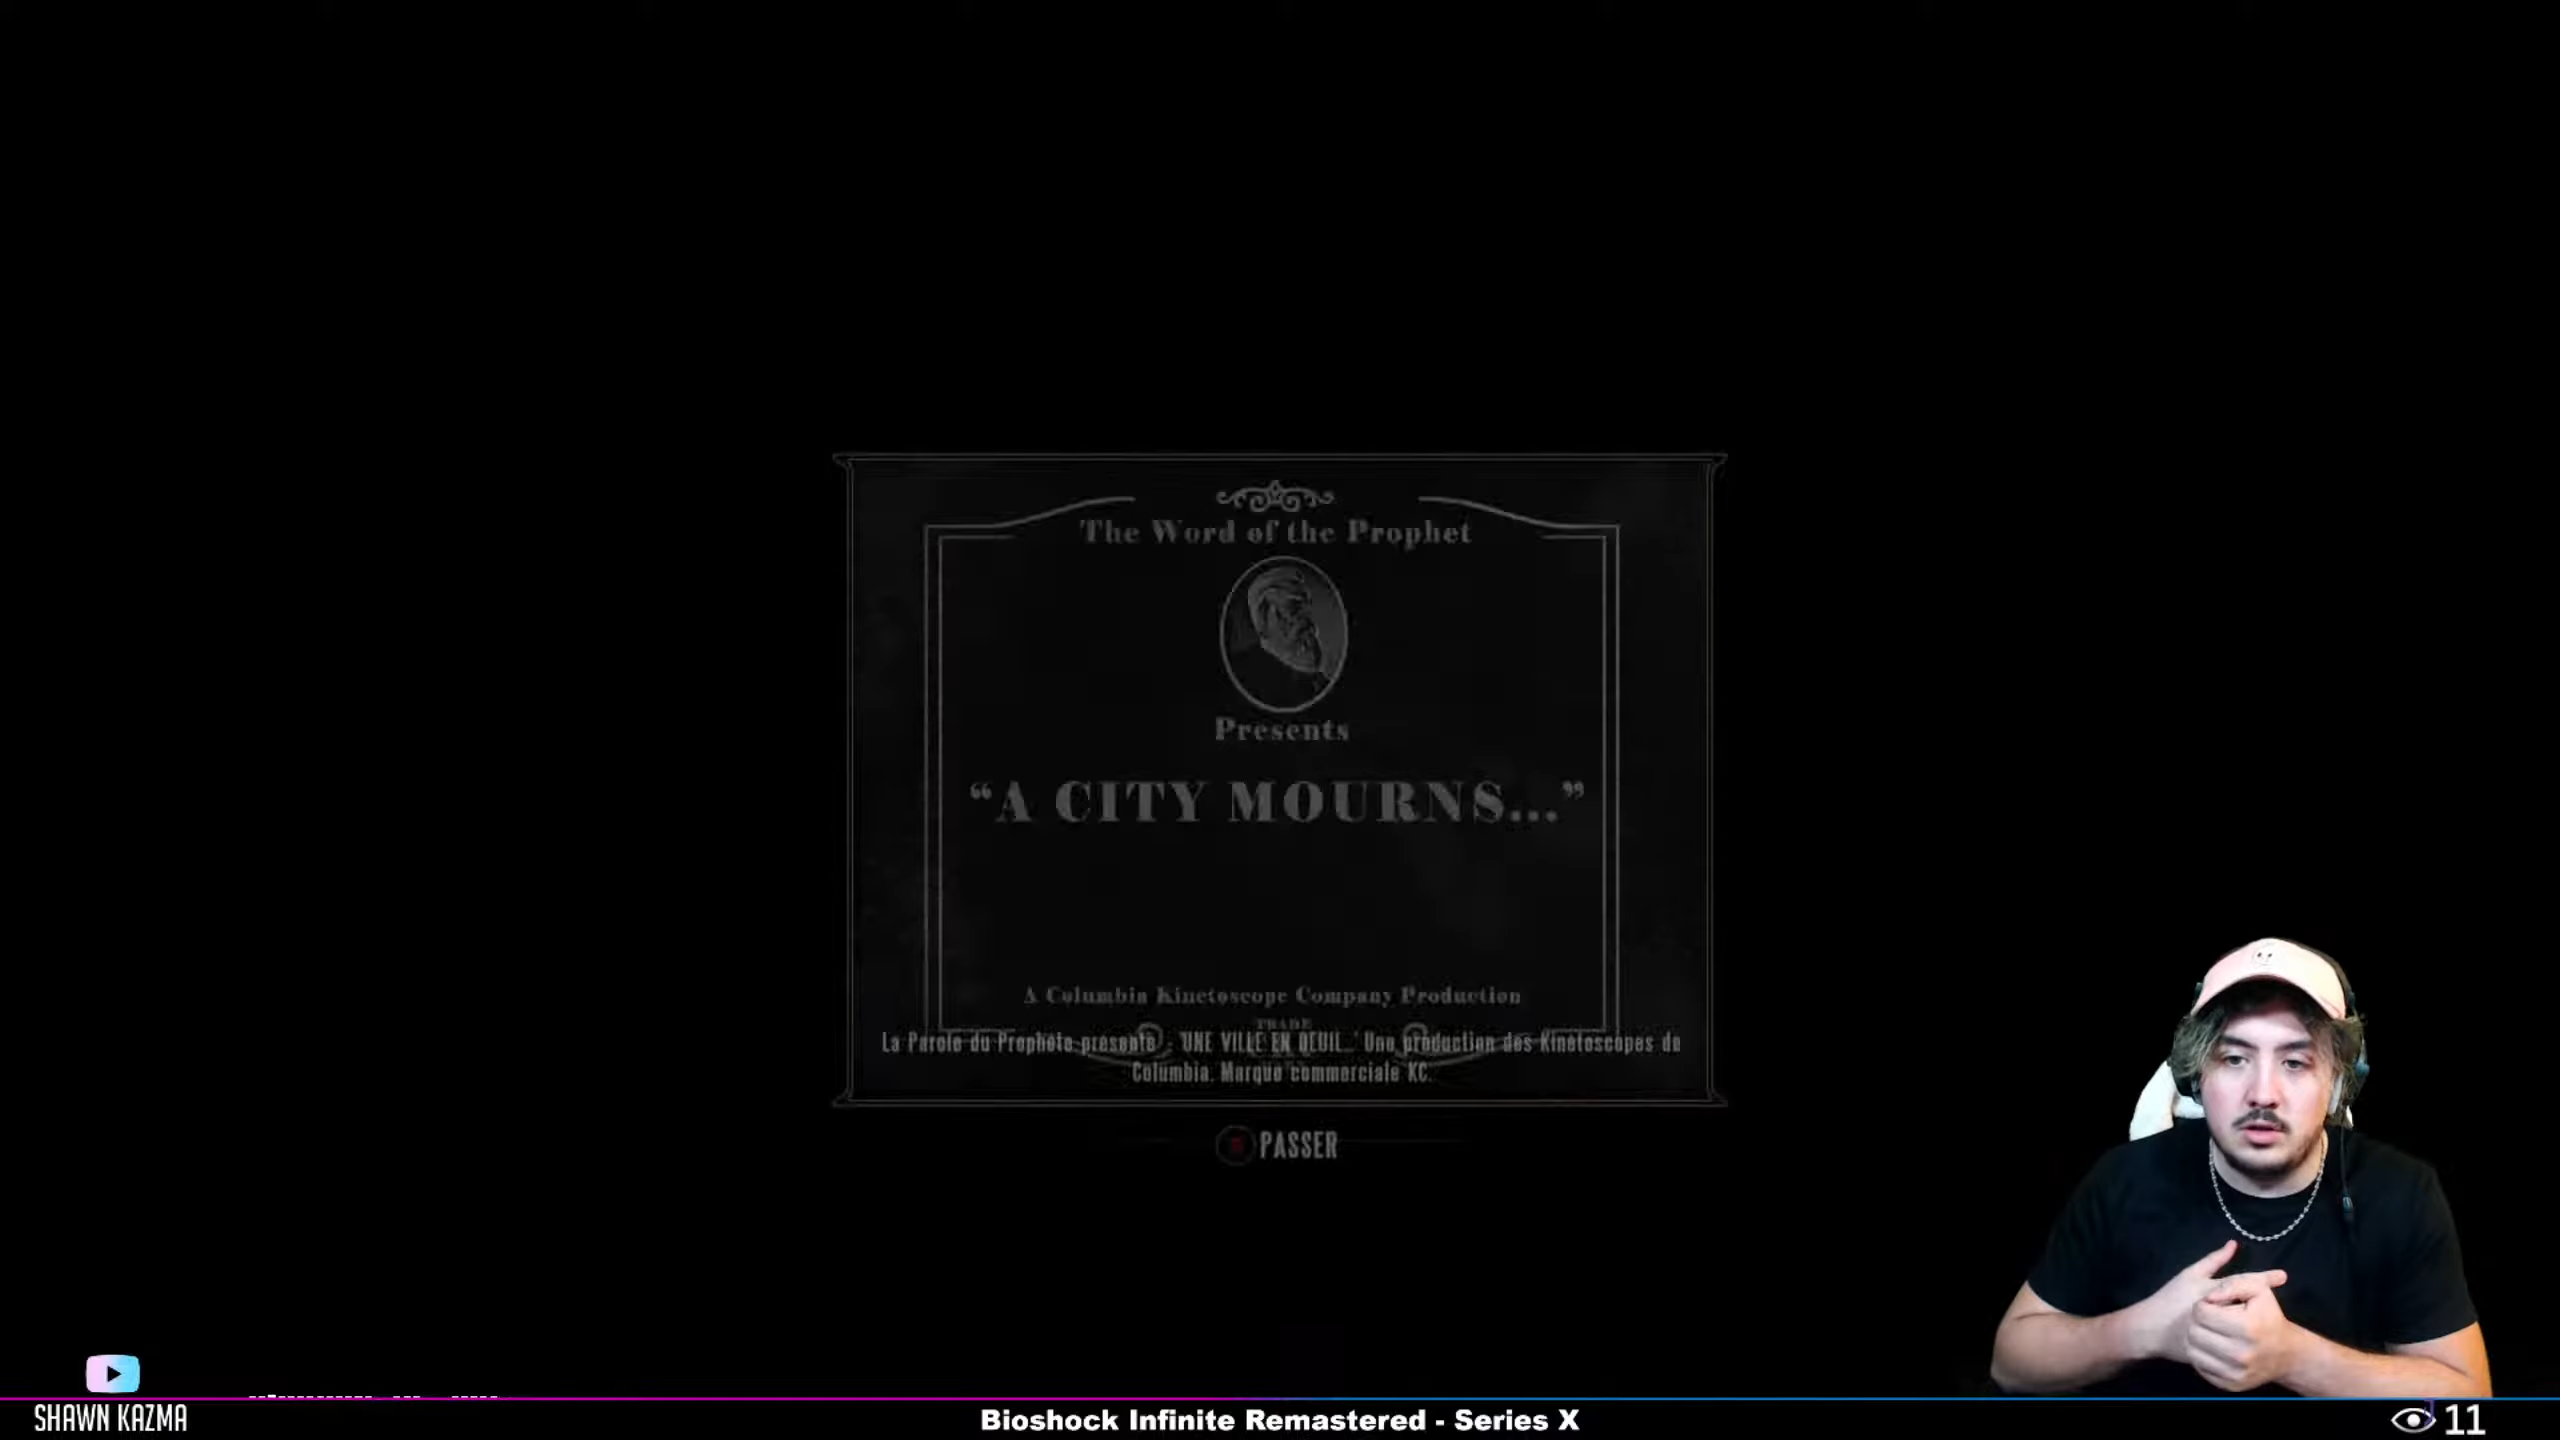 The Word of the Prophet
Presents
“A CITY MOURNS...”
A Columbia Kinetoscope Company Production
TRADE
La Parole du Prophète présente - 'UNE VILLE EN DEUIL...' Une production des Kinétoscopes de
Columbia. Marque commerciale KC.
PASSER
SHAWN KAZMA
Bioshock Infinite Remastered - Series X
11